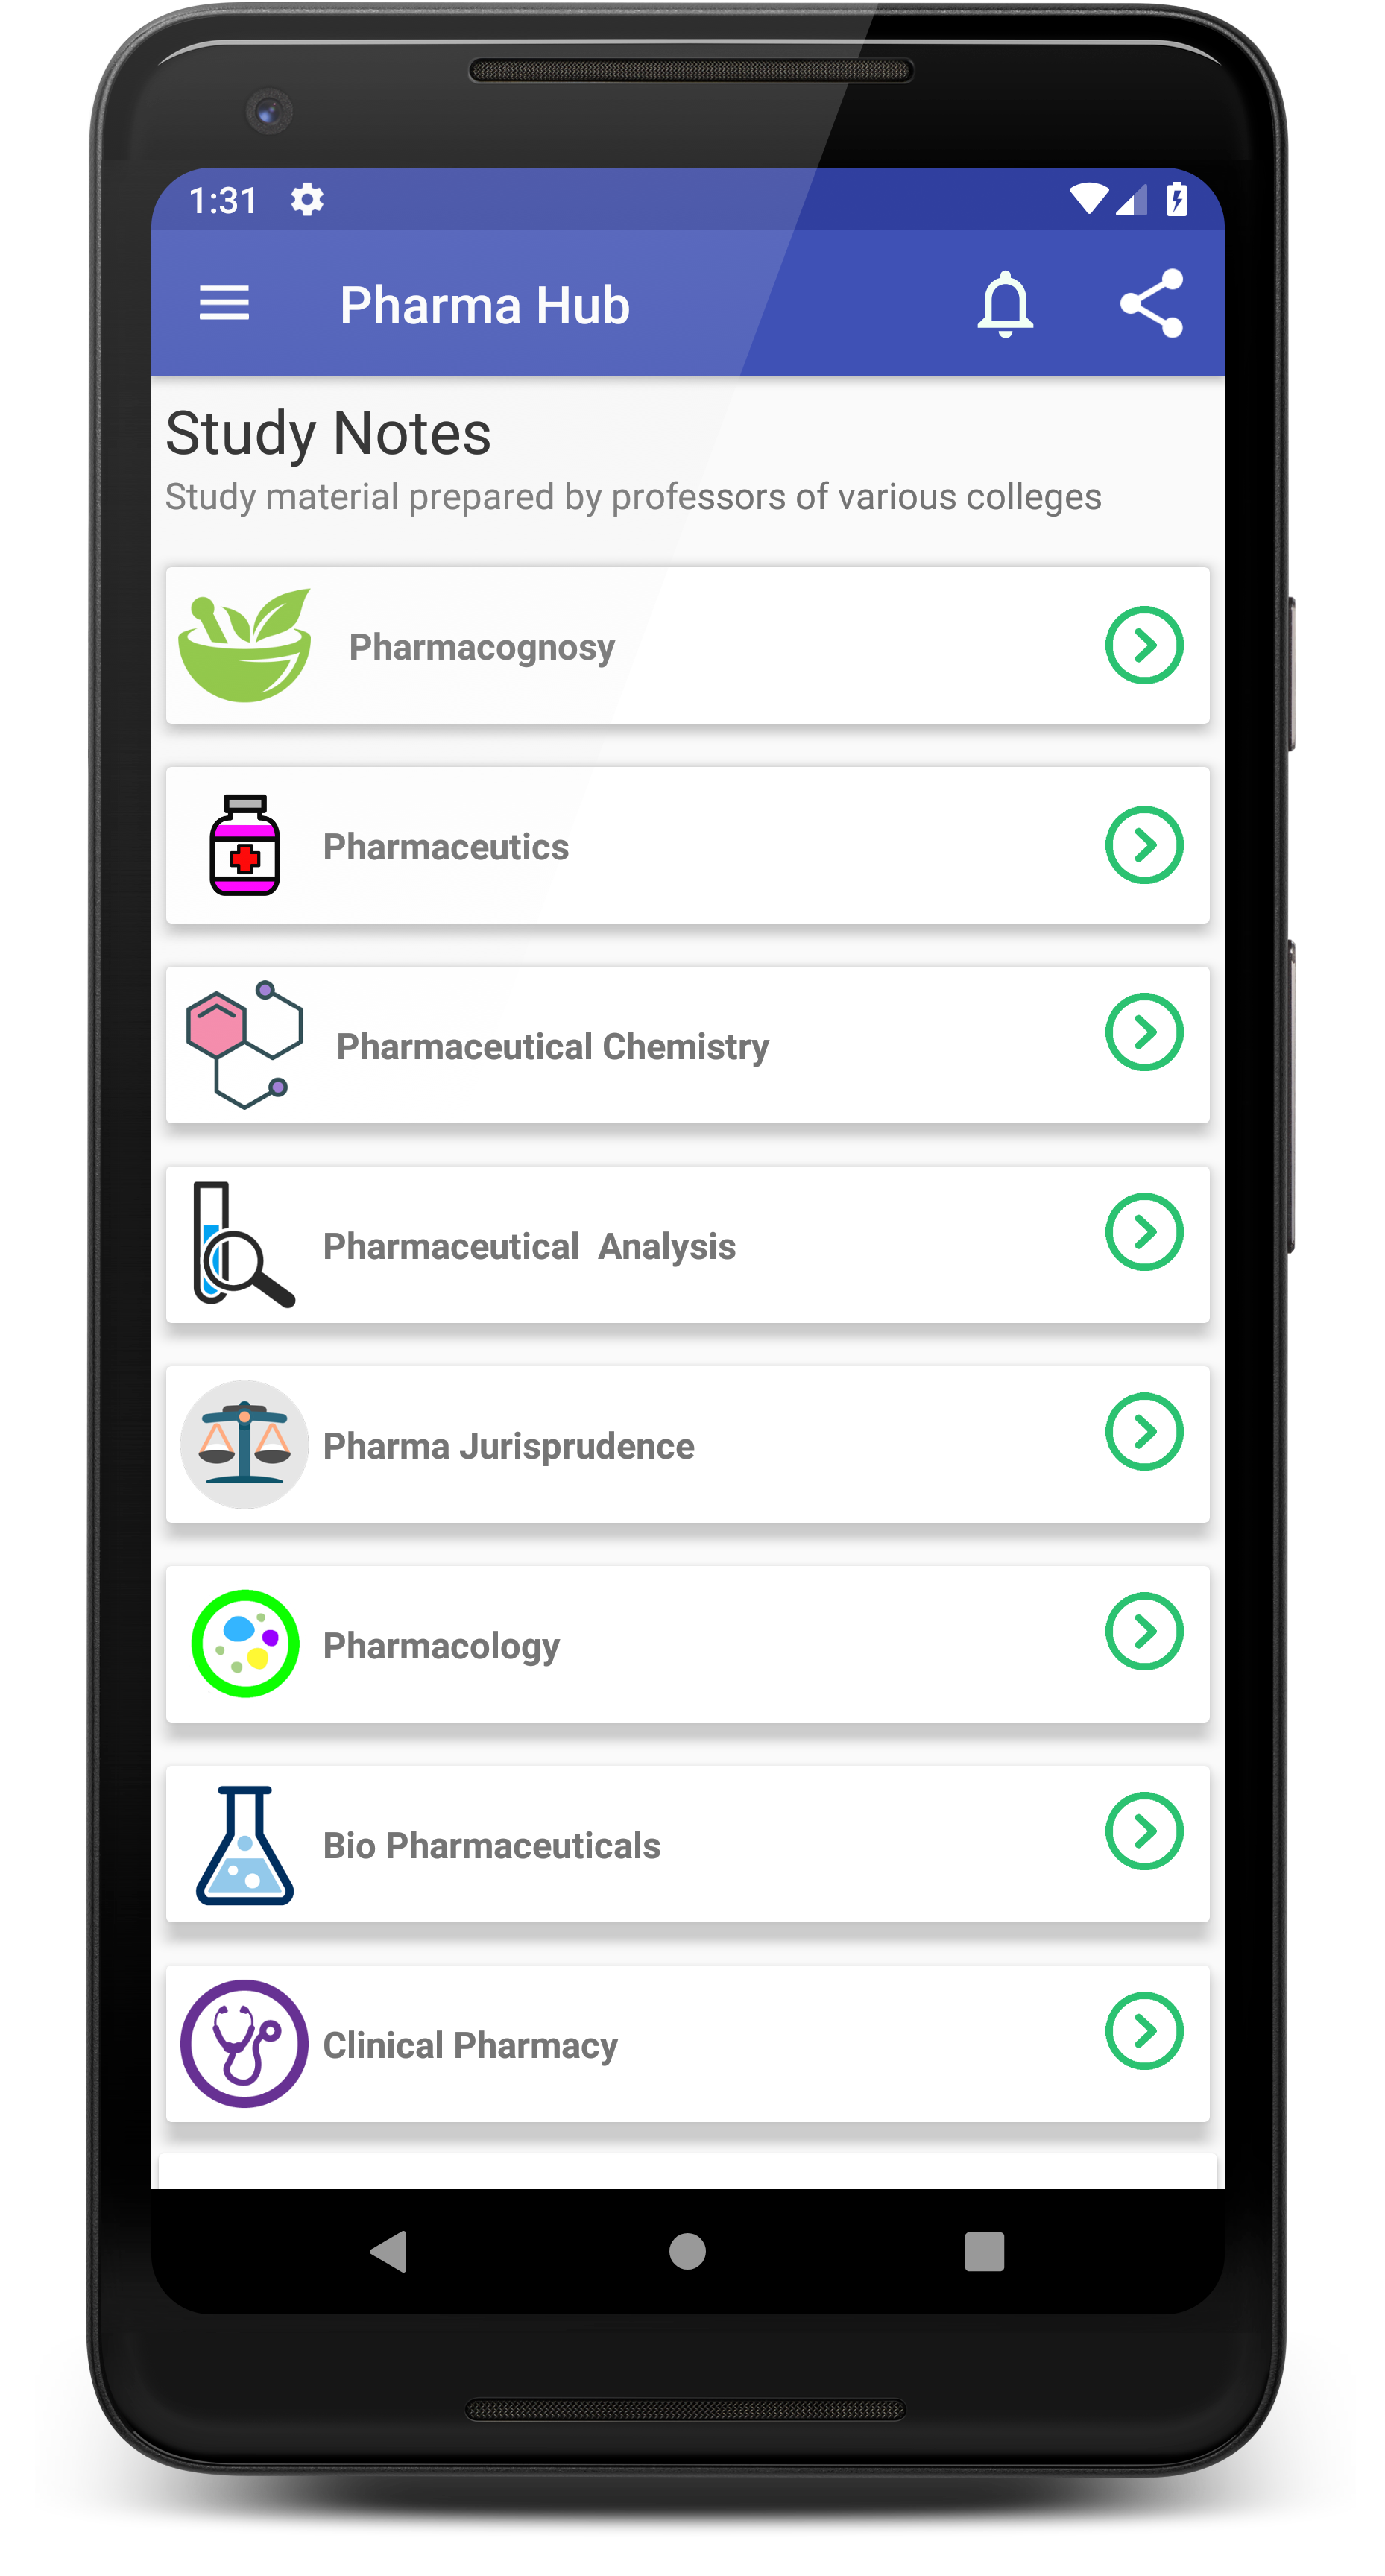 1:31
Pharma Hub
Study Notes
Study material prepared by professors of various colleges
Pharmacognosy
Pharmaceutics
Pharmaceutical Chemistry
Pharmaceutical  Analysis
Pharma Jurisprudence
Pharmacology
Bio Pharmaceuticals
Clinical Pharmacy